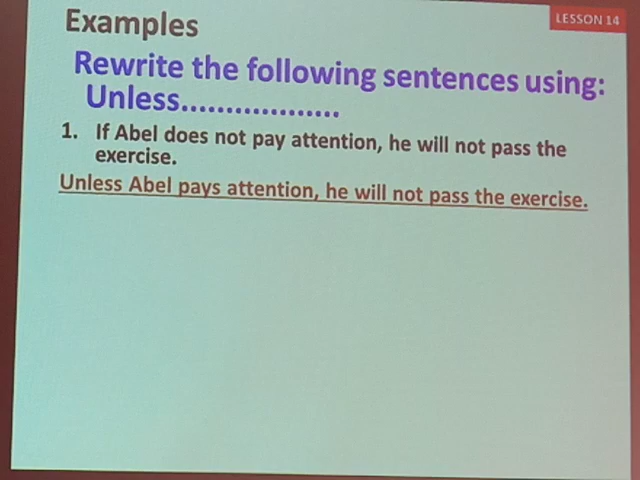 Examples
LESSON 14
Rewrite the following sentences using:
Unless..................
1. If Abel does not pay attention, he will not pass the
exercise.
Unless Abel pays attention, he will not pass the exercise.